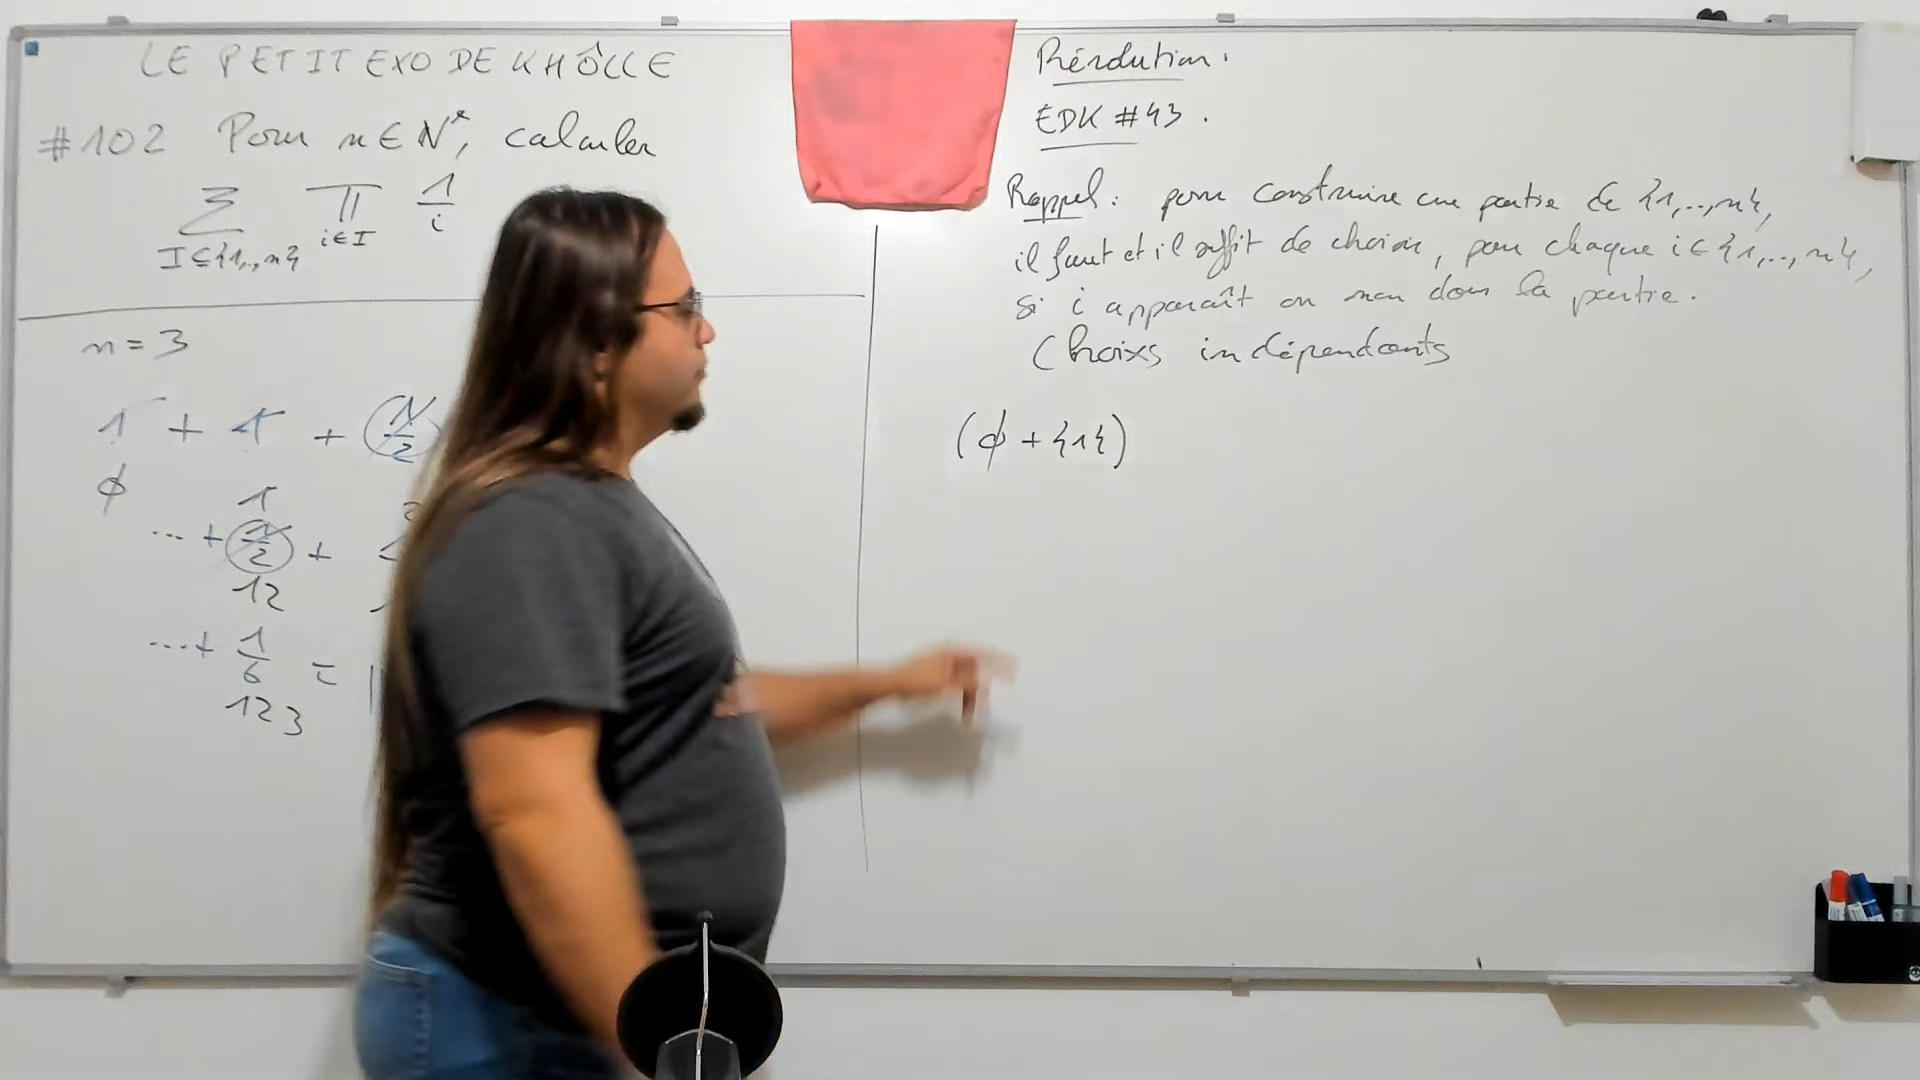 LE PETIT EXO DE KHÔLLE
#102 Pour n ∈ N*, calculer
∑ ∏ 1/i
I⊆{1,..,n} i∈I
n = 3
1 + 1 + 1/2
∅ 1
...+ 1/2 +
12
...+ 1/6 =
123
Résolution :
EDK #43.
Rappel : pour construire une partie de {1,..,n},
il faut et il suffit de choisir, pour chaque i ∈ {1,..,n},
si i apparaît ou non dans la partie.
Choixs indépendants
(∅ + {1})